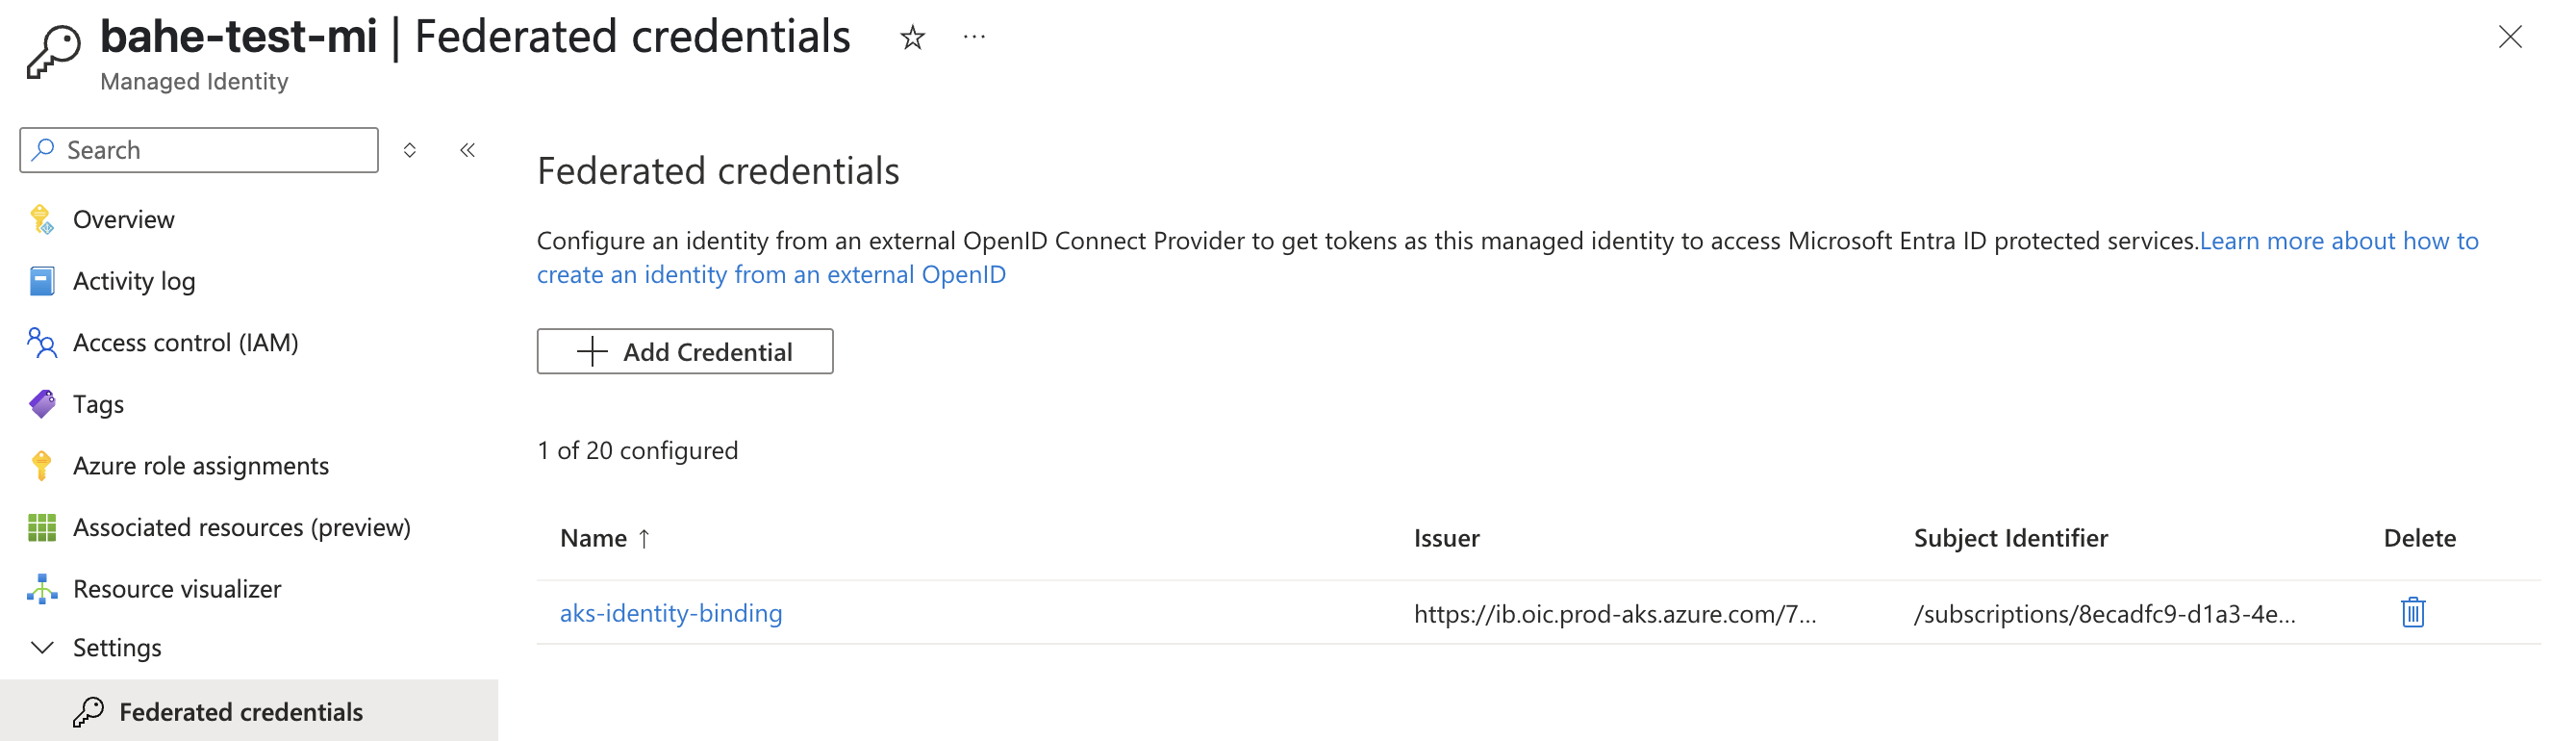 bahe-test-mi | Federated credentials
Managed Identity
Search
Overview
Activity log
Access control (IAM)
Tags
Azure role assignments
Associated resources (preview)
Resource visualizer
Settings
Federated credentials
Federated credentials
Configure an identity from an external OpenID Connect Provider to get tokens as this managed identity to access Microsoft Entra ID protected services.Learn more about how to
create an identity from an external OpenID
Add Credential
1 of 20 configured
Name ↑ Issuer Subject Identifier Delete
aks-identity-binding https://ib.oic.prod-aks.azure.com/7... /subscriptions/8ecadfc9-d1a3-4e...